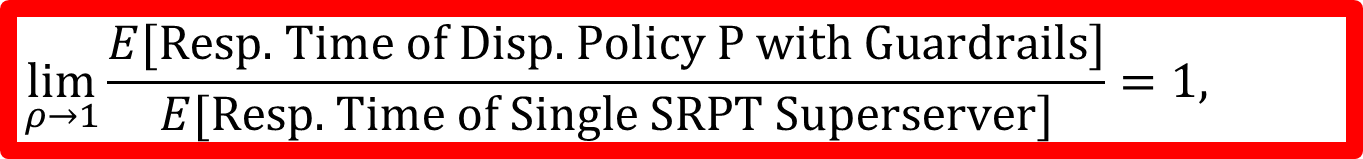 lim ρ→1 E[Resp. Time of Disp. Policy P with Guardrails] / E[Resp. Time of Single SRPT Superserver] = 1,